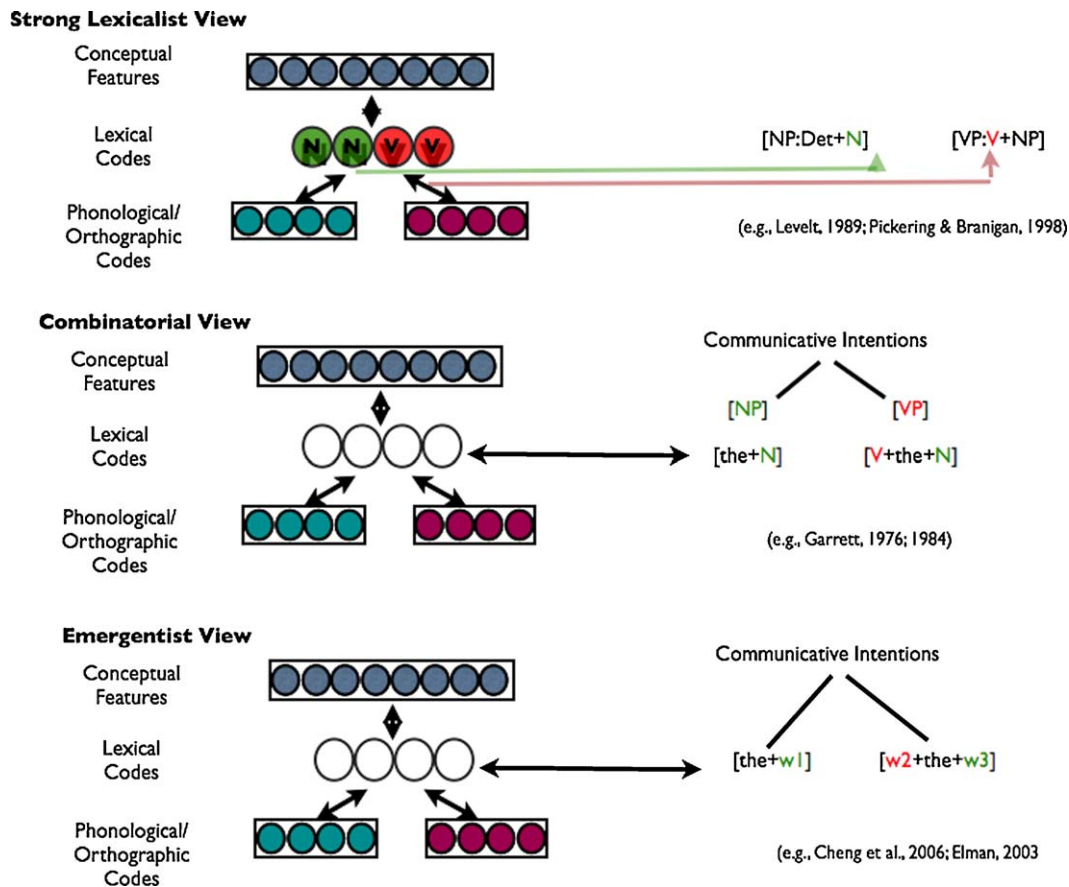 Strong Lexicalist View
Conceptual
Features
Lexical
Codes
N N V V
[NP:Det+N]
[VP:V+NP]
Phonological/
Orthographic
Codes
(e.g., Levelt, 1989; Pickering & Branigan, 1998)
Combinatorial View
Conceptual
Features
Communicative Intentions
[NP]
[VP]
Lexical
Codes
[the+N]
[V+the+N]
Phonological/
Orthographic
Codes
(e.g., Garrett, 1976; 1984)
Emergentist View
Conceptual
Features
Communicative Intentions
Lexical
Codes
[the+w1]
[w2+the+w3]
Phonological/
Orthographic
Codes
(e.g., Cheng et al., 2006; Elman, 2003